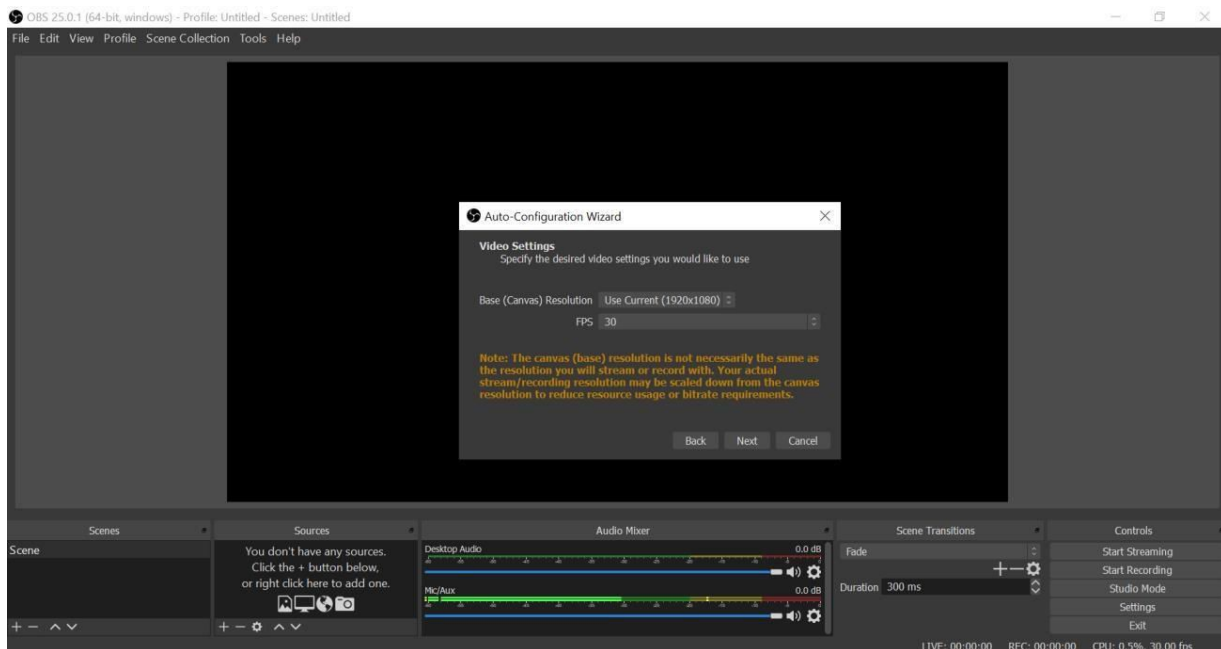 OBS 25.0.1 (64-bit, windows) - Profile: Untitled - Scenes: Untitled
File Edit View Profile Scene Collection Tools Help
Auto-Configuration Wizard
Video Settings
Specify the desired video settings you would like to use
Base (Canvas) Resolution Use Current (1920x1080)
FPS 30
Note: The canvas (base) resolution is not necessarily the same as
the resolution you will stream or record with. Your actual
stream/recording resolution may be scaled down from the canvas
resolution to reduce resource usage or bitrate requirements.
Back Next Cancel
Scenes
Scene
Sources
You don't have any sources.
Click the + button below,
or right click here to add one.
Audio Mixer
Desktop Audio 0.0 dB
Mic/Aux 0.0 dB
Scene Transitions
Fade
Duration 300 ms
Controls
Start Streaming
Start Recording
Studio Mode
Settings
Exit
LIVE: 00:00:00 REC: 00:00:00 CPU: 0.5%, 30.00 fps